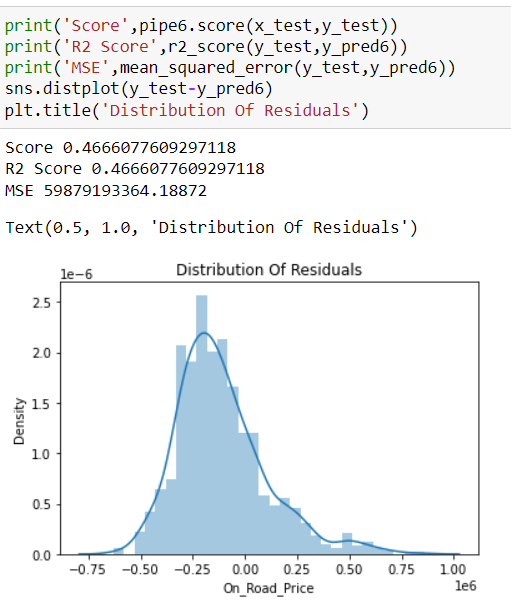 print('Score',pipe6.score(x_test,y_test))
print('R2 Score',r2_score(y_test,y_pred6))
print('MSE',mean_squared_error(y_test,y_pred6))
sns.distplot(y_test-y_pred6)
plt.title('Distribution Of Residuals')
Score 0.4666077609297118
R2 Score 0.4666077609297118
MSE 59879193364.18872
Text(0.5, 1.0, 'Distribution Of Residuals')
1e−6
Distribution Of Residuals
2.5
2.0
1.5
1.0
0.5
0.0
Density
−0.75 −0.50 −0.25 0.00 0.25 0.50 0.75 1.00
On_Road_Price
1e6